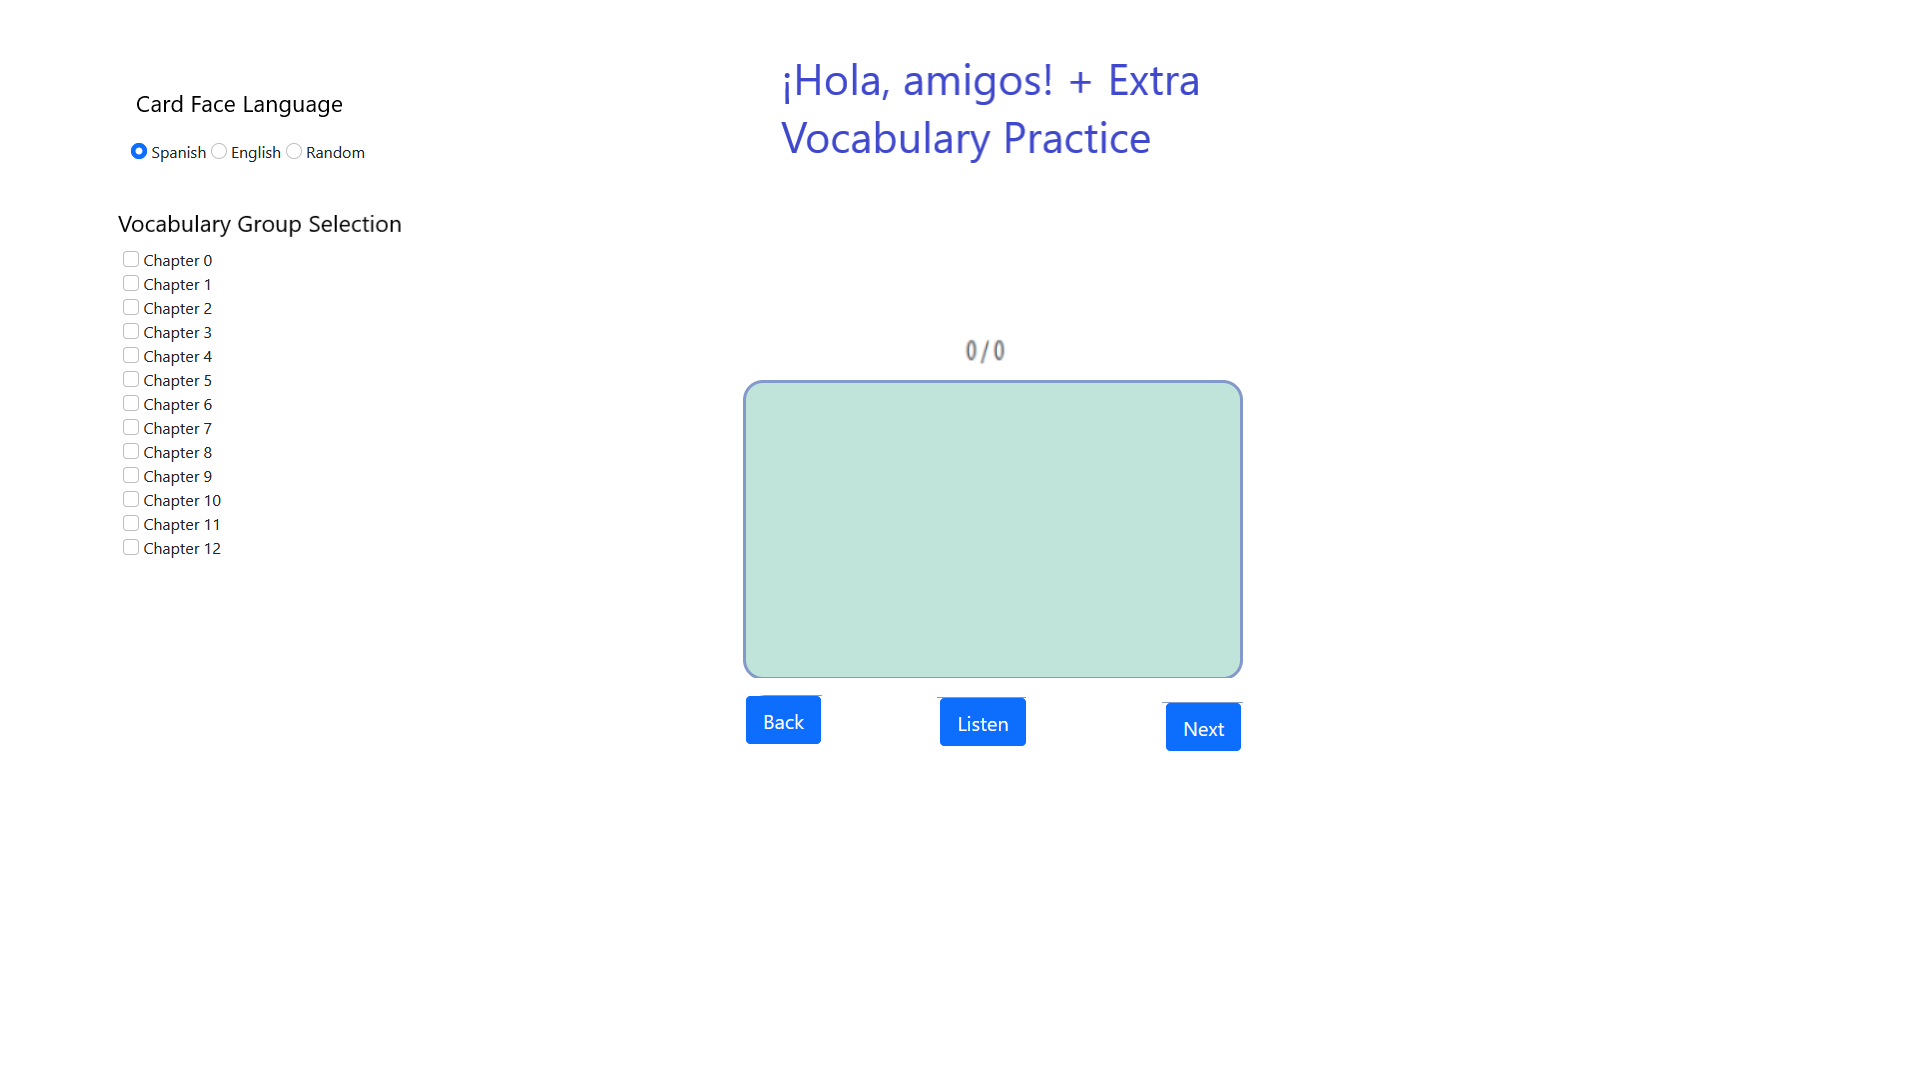 Card Face Language
Spanish English Random
Vocabulary Group Selection
Chapter 0
Chapter 1
Chapter 2
Chapter 3
Chapter 4
Chapter 5
Chapter 6
Chapter 7
Chapter 8
Chapter 9
Chapter 10
Chapter 11
Chapter 12
¡Hola, amigos! + Extra
Vocabulary Practice
0 / 0
Back Listen Next